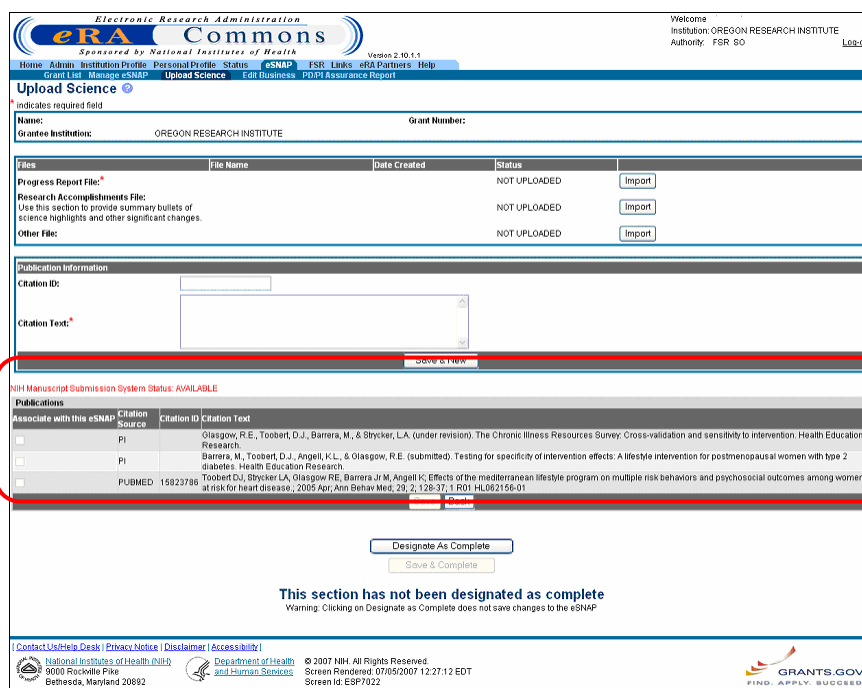 Electronic Research Administration
eRA Commons
Sponsored by National Institutes of Health
Version 2.10.1.1
Welcome
Institution: OREGON RESEARCH INSTITUTE
Authority: FSR SO
Log-o
Home Admin Institution Profile Personal Profile Status eSNAP FSR Links eRA Partners Help
Grant List Manage eSNAP Upload Science Edit Business PD/PI Assurance Report
Upload Science ?
* indicates required field
Name: Grant Number:
Grantee Institution: OREGON RESEARCH INSTITUTE
Files File Name Date Created Status
Progress Report File:* NOT UPLOADED Import
Research Accomplishments File:
Use this section to provide summary bullets of
science highlights and other significant changes.
NOT UPLOADED Import
Other File: NOT UPLOADED Import
Publication Information
Citation ID:
Citation Text:*
Save & New
NIH Manuscript Submission System Status: AVAILABLE
Publications
Associate with this eSNAP Citation Source Citation ID Citation Text
PI Glasgow, R.E., Toobert, D.J., Barrera, M., & Strycker, L.A. (under revision). The Chronic Illness Resources Survey: Cross-validation and sensitivity to intervention. Health Education
Research.
PI Barrera, M., Toobert, D.J., Angell, K.L., & Glasgow, R.E. (submitted). Testing for specificity of intervention effects: A lifestyle intervention for postmenopausal women with type 2
diabetes. Health Education Research.
PUBMED 15823786 Toobert DJ, Strycker LA, Glasgow RE, Barrera Jr M, Angell K; Effects of the mediterranean lifestyle program on multiple risk behaviors and psychosocial outcomes among women
at risk for heart disease.; 2005 Apr; Ann Behav Med; 29; 2; 128-37; 1 R01 HL062156-01
Save Back
Designate As Complete
Save & Complete
This section has not been designated as complete
Warning: Clicking on Designate as Complete does not save changes to the eSNAP
[ Contact Us/Help Desk | Privacy Notice | Disclaimer | Accessibility ]
National Institutes of Health (NIH)
9000 Rockville Pike
Bethesda, Maryland 20892
Department of Health
and Human Services
© 2007 NIH. All Rights Reserved.
Screen Rendered: 07/05/2007 12:27:12 EDT
Screen Id: ESP7022
GRANTS.GOV
FIND. APPLY. SUCCEED